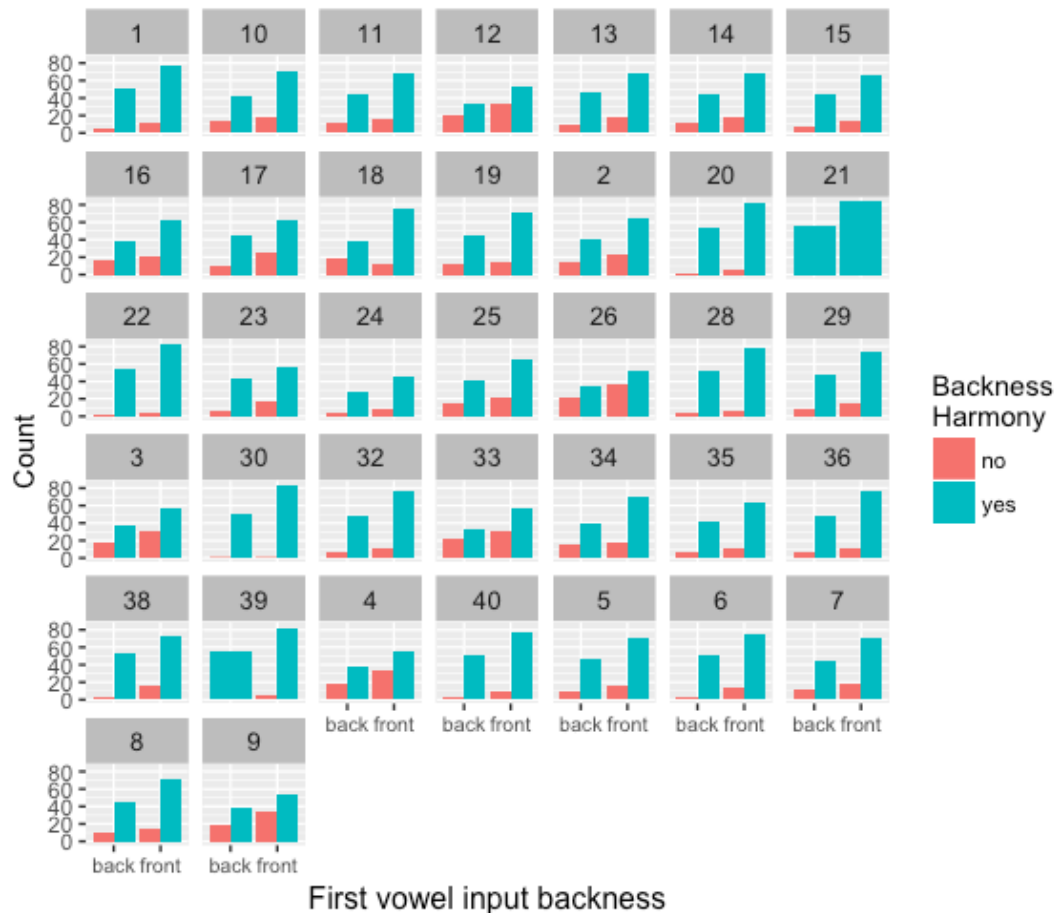 1 10 11 12 13 14 15
80
60
40
20
0
16 17 18 19 2 20 21
80
60
40
20
0
22 23 24 25 26 28 29
80
60
40
20
0
3 30 32 33 34 35 36
80
60
40
20
0
38 39 4 40 5 6 7
80
60
40
20
0
back front back front back front back front back front
8 9
80
60
40
20
0
back front back front
Count
First vowel input backness
Backness
Harmony
no
yes